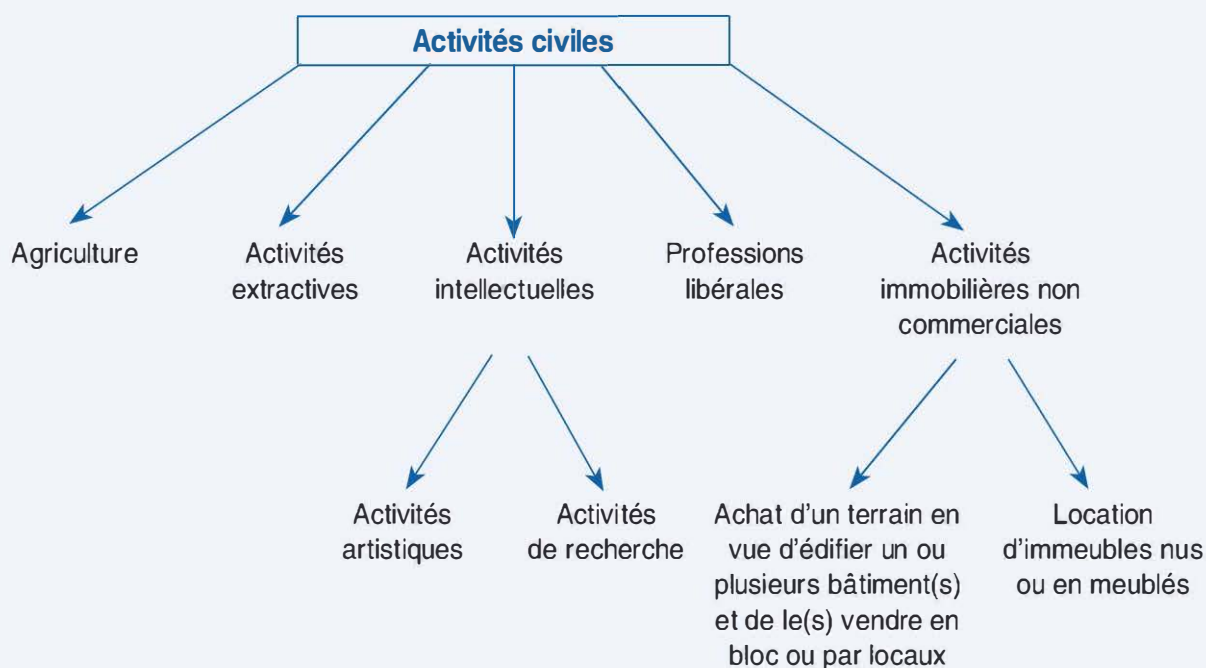 Activités civiles
Agriculture
Activités
extractives
Activités
intellectuelles
Professions
libérales
Activités
immobilières non
commerciales
Activités
artistiques
Activités
de recherche
Achat d'un terrain en
vue d'édifier un ou
plusieurs bâtiment(s)
et de le(s) vendre en
bloc ou par locaux
Location
d'immeubles nus
ou en meublés